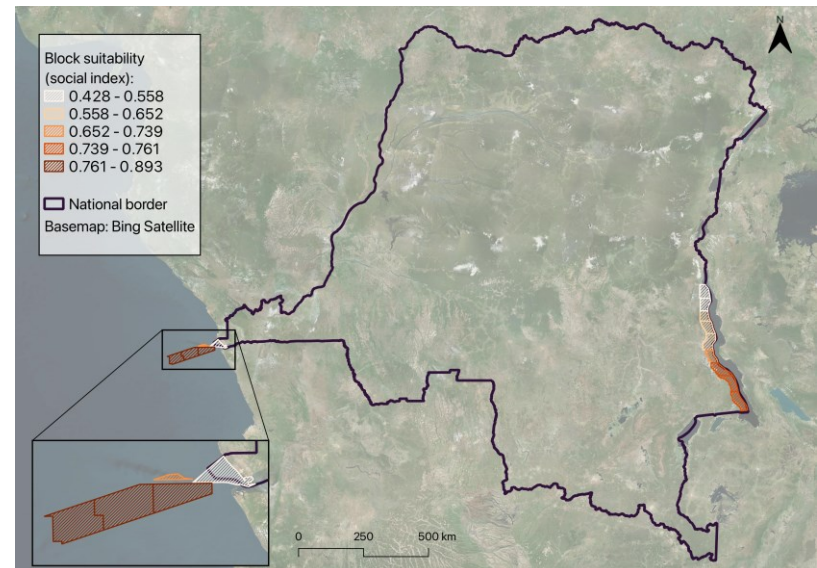 N
Block suitability
(social index):
0.428 - 0.558
0.558 - 0.652
0.652 - 0.739
0.739 - 0.761
0.761 - 0.893
National border
Basemap: Bing Satellite
0 250 500 km